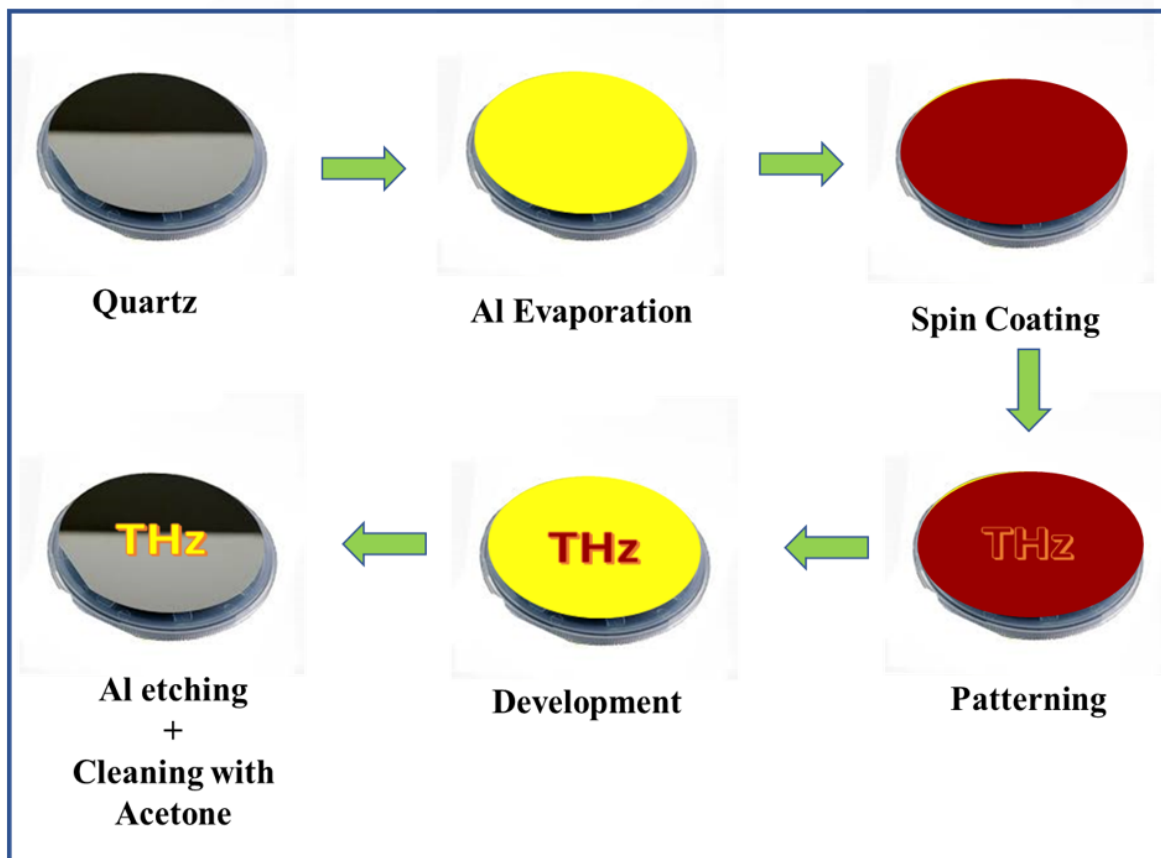 Quartz
Al Evaporation
Spin Coating
THz
Patterning
THz
Development
THz
Al etching
+
Cleaning with
Acetone